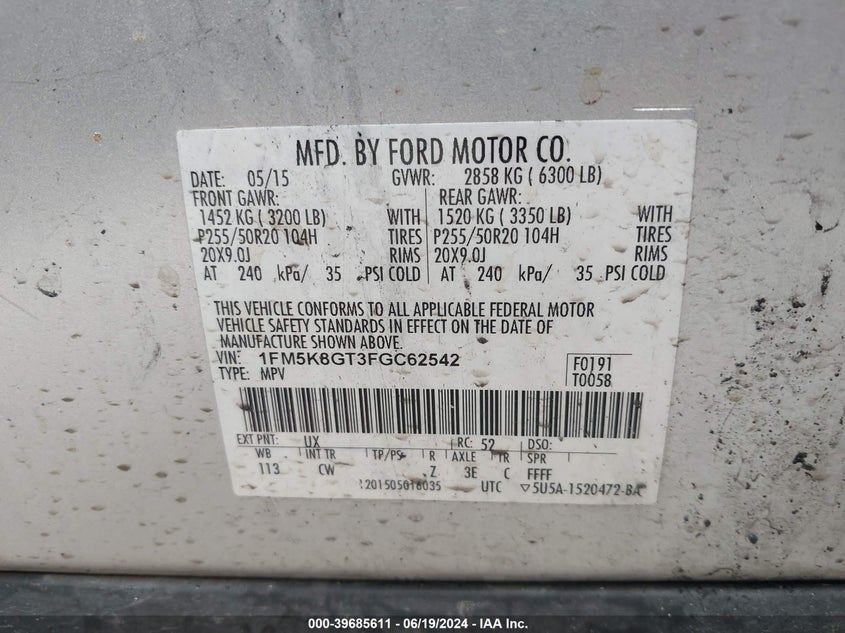 MFD. BY FORD MOTOR CO.
DATE: 05/15 GVWR: 2858 KG ( 6300 LB)
FRONT GAWR: REAR GAWR:
1452 KG ( 3200 LB) WITH 1520 KG ( 3350 LB) WITH
P255/50R20 104H TIRES P255/50R20 104H TIRES
20X9.0J RIMS 20X9.0J RIMS
AT 240 kPa/ 35 PSI COLD AT 240 kPa/ 35 PSI COLD
THIS VEHICLE CONFORMS TO ALL APPLICABLE FEDERAL MOTOR
VEHICLE SAFETY STANDARDS IN EFFECT ON THE DATE OF
MANUFACTURE SHOWN ABOVE.
VIN: 1FM5K8GT3FGC62542 F0191
TYPE: MPV T0058
EXT PNT: UX RC: 52 DSO:
WB INT TR TP/PS R AXLE TR SPR
113 CW Z 3E C FFFF
UTC ▽5U5A-1520472-BA
000-39685611 - 06/19/2024 - IAA Inc.